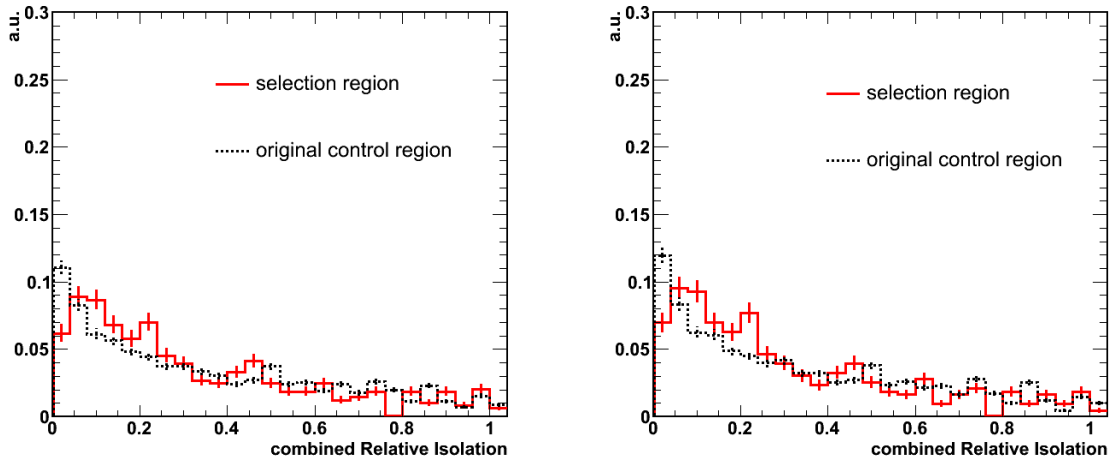 a.u.
0.3
0.25
0.2
0.15
0.1
0.05
0
selection region
original control region
0 0.2 0.4 0.6 0.8 1
combined Relative Isolation
a.u.
0.3
0.25
0.2
0.15
0.1
0.05
0
selection region
original control region
0 0.2 0.4 0.6 0.8 1
combined Relative Isolation